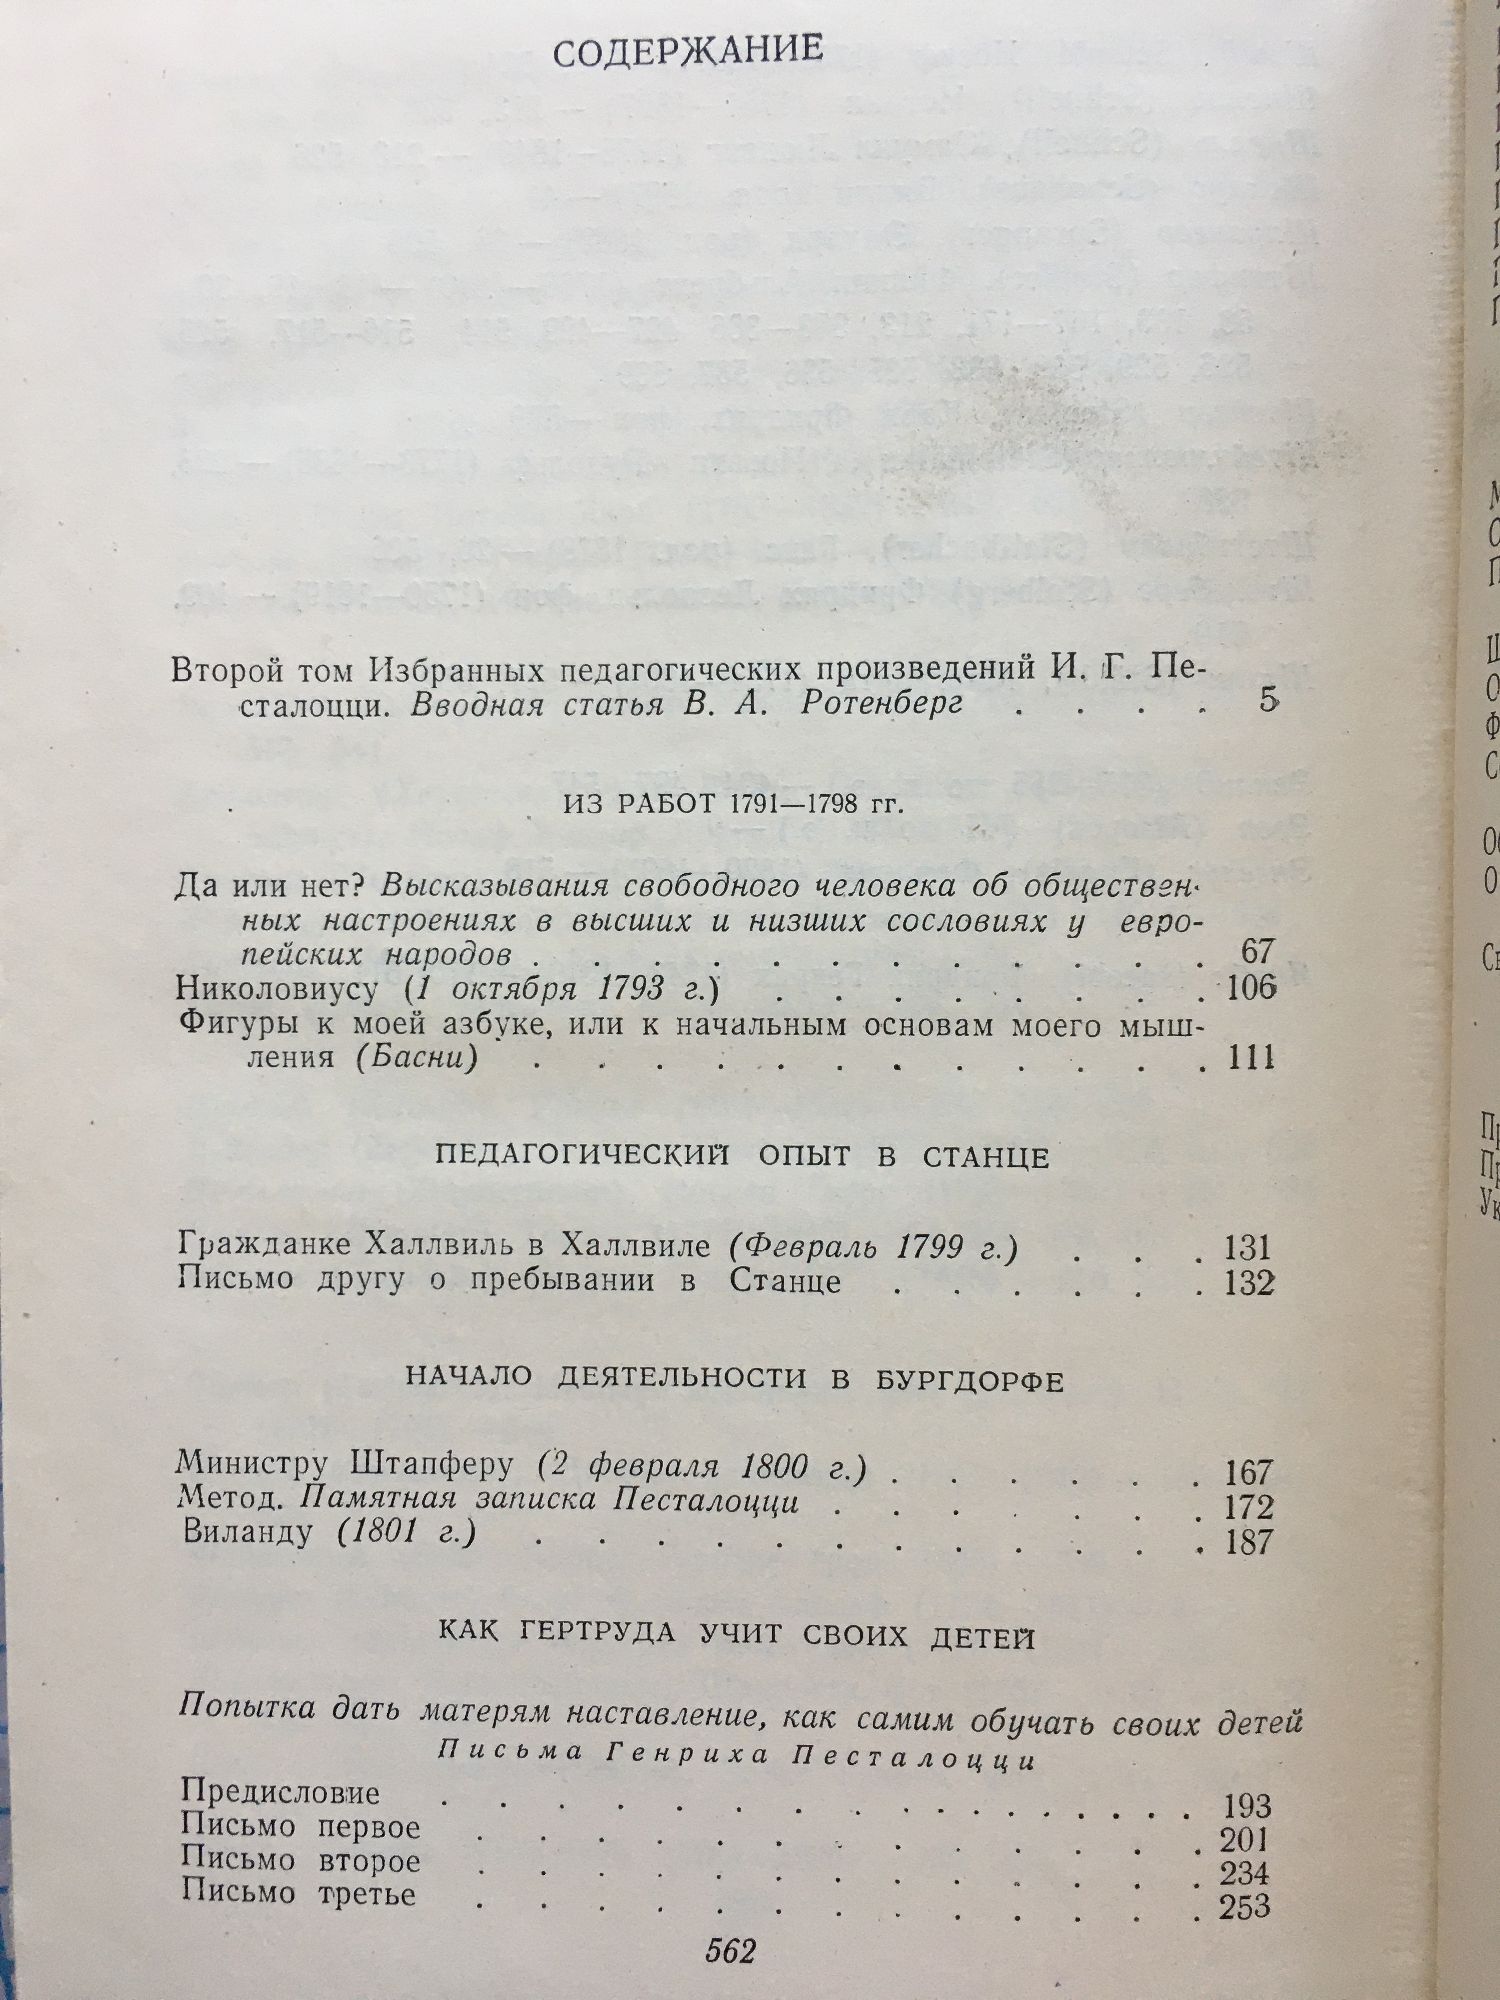 СОДЕРЖАНИЕ
Второй том Избранных педагогических произведений И. Г. Пе-
сталоцци. Вводная статья В. А. Ротенберг . . . . 5
ИЗ РАБОТ 1791—1798 гг.
Да или нет? Высказывания свободного человека об обществен-
ных настроениях в высших и низших сословиях у евро-
пейских народов . . . . . . . . . . . . 67
Николовиусу (1 октября 1793 г.) . . . . . . . . 106
Фигуры к моей азбуке, или к начальным основам моего мыш-
ления (Басни) . . . . . . . . . . . . 111
ПЕДАГОГИЧЕСКИЙ ОПЫТ В СТАНЦЕ
Гражданке Халлвиль в Халлвиле (Февраль 1799 г.) . . . 131
Письмо другу о пребывании в Станце . . . . . . 132
НАЧАЛО ДЕЯТЕЛЬНОСТИ В БУРГДОРФЕ
Министру Штапферу (2 февраля 1800 г.) . . . . . . 167
Метод. Памятная записка Песталоцци . . . . . . . 172
Виланду (1801 г.) . . . . . . . . . . . . 187
КАК ГЕРТРУДА УЧИТ СВОИХ ДЕТЕЙ
Попытка дать матерям наставление, как самим обучать своих детей
Письма Генриха Песталоцци
Предисловие . . . . . . . . . . . . . . . . 193
Письмо первое . . . . . . . . . . . . . 201
Письмо второе . . . . . . . . . . . . . 234
Письмо третье . . . . . . . . . . . . . 253
562